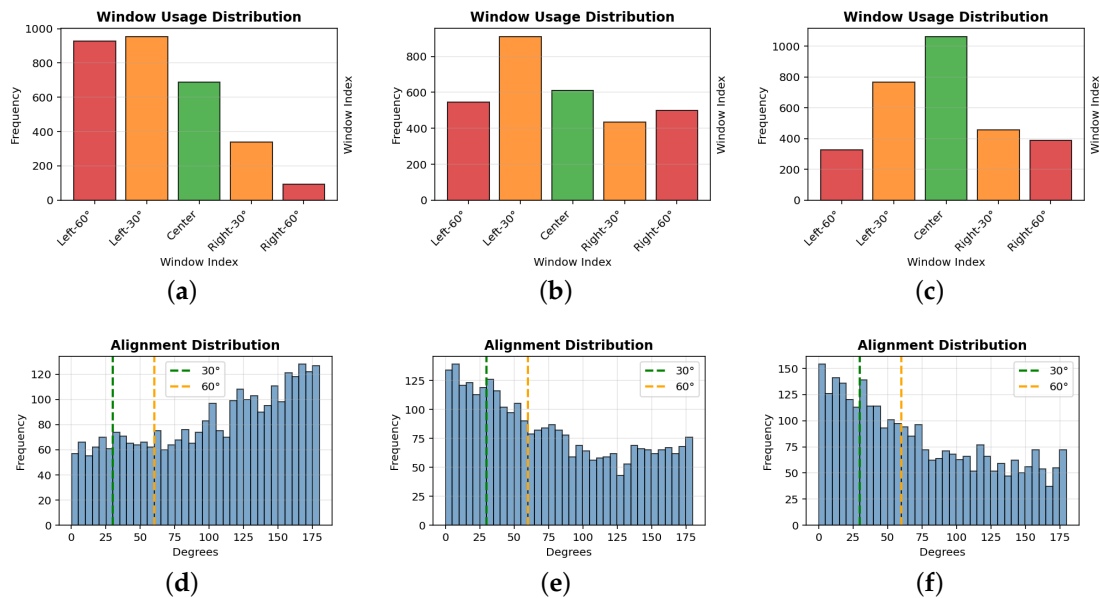 Window Usage Distribution
1000
800
600
400
200
0
Frequency
Window Index
Left-60°
Left-30°
Center
Right-30°
Right-60°
Window Index
(a)
Window Usage Distribution
800
600
400
200
0
Frequency
Window Index
Left-60°
Left-30°
Center
Right-30°
Right-60°
Window Index
(b)
Window Usage Distribution
1000
800
600
400
200
0
Frequency
Window Index
Left-60°
Left-30°
Center
Right-30°
Right-60°
Window Index
(c)
Alignment Distribution
30°
60°
120
100
80
60
40
20
0
Frequency
0 25 50 75 100 125 150 175
Degrees
(d)
Alignment Distribution
30°
60°
125
100
75
50
25
0
Frequency
0 25 50 75 100 125 150 175
Degrees
(e)
Alignment Distribution
30°
60°
150
125
100
75
50
25
0
Frequency
0 25 50 75 100 125 150 175
Degrees
(f)